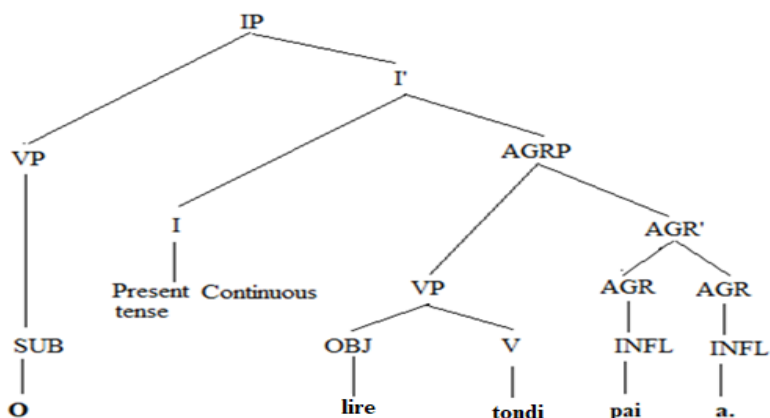 IP
I'
VP
AGRP
I
AGR'
Present Continuous
tense
VP
AGR AGR
SUB
OBJ V
INFL INFL
O
lire tondi pai a.